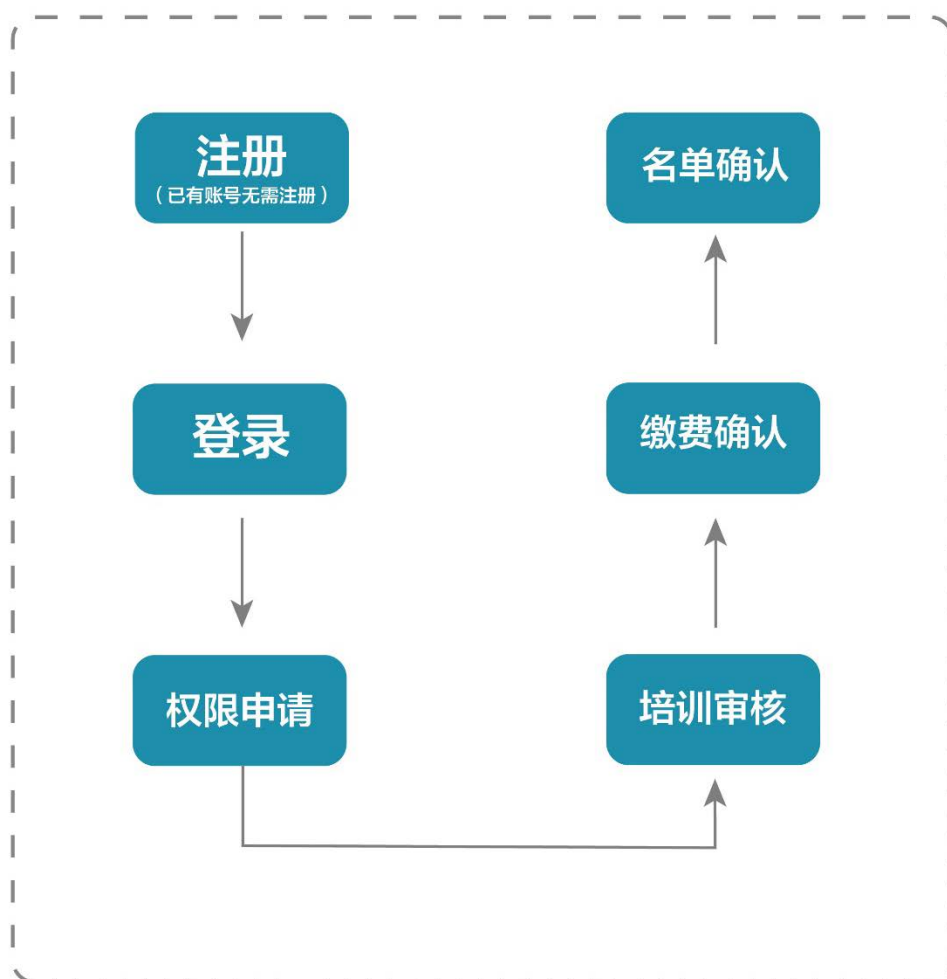 注册
（已有账号无需注册）
登录
权限申请
培训审核
缴费确认
名单确认